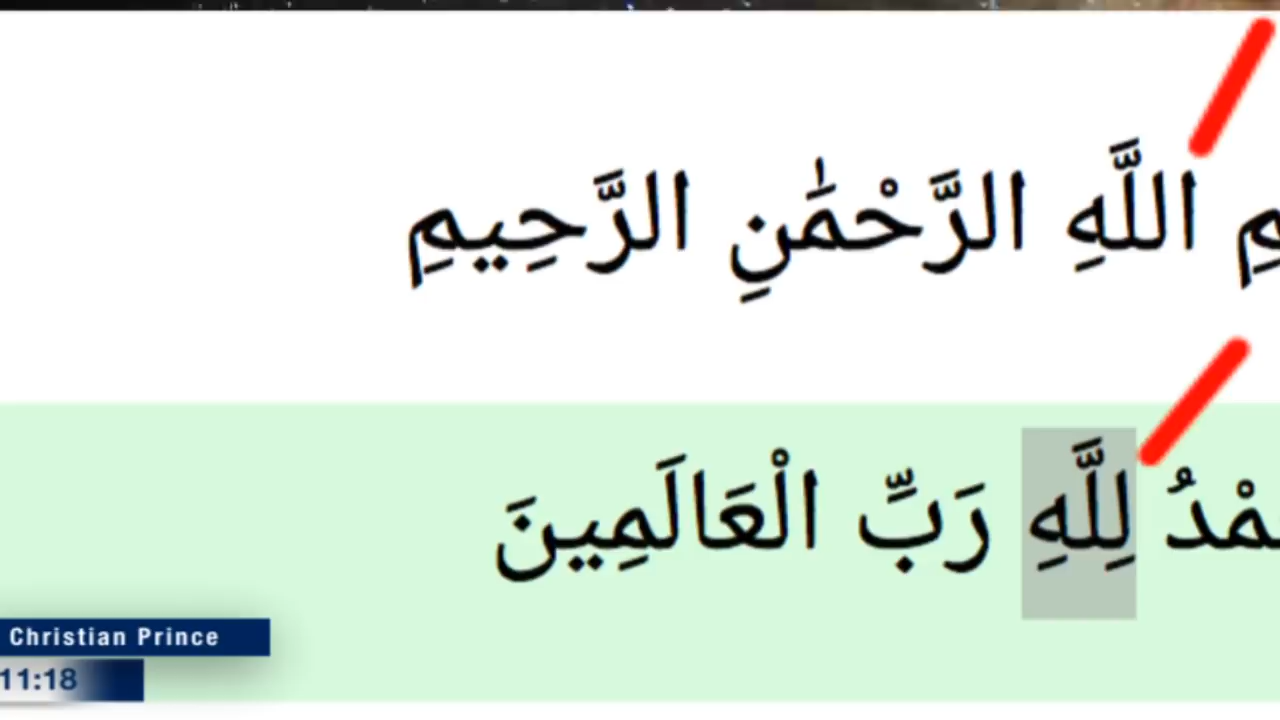 اللَّهِ الرَّحْمَٰنِ الرَّحِيمِ
لِلَّهِ رَبِّ الْعَالَمِينَ
Christian Prince
11:18